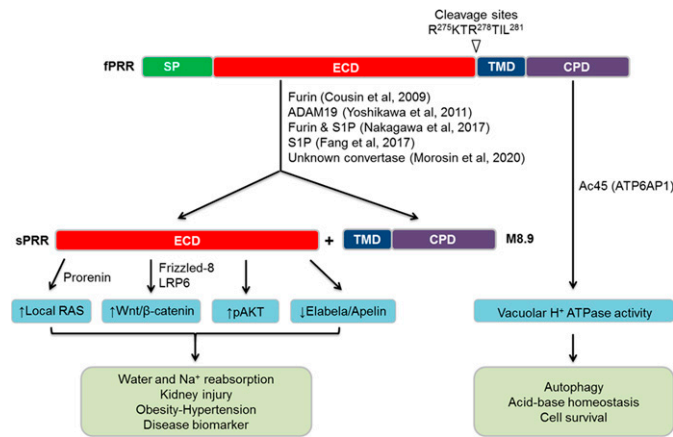 Cleavage sites
R²⁷⁵KTR²⁷⁸TIL²⁸¹
fPRR SP ECD TMD CPD
Furin (Cousin et al, 2009)
ADAM19 (Yoshikawa et al, 2011)
Furin & S1P (Nakagawa et al, 2017)
S1P (Fang et al, 2017)
Unknown convertase (Morosin et al, 2020)
Ac45 (ATP6AP1)
sPRR ECD + TMD CPD M8.9
Prorenin
Frizzled-8
LRP6
↑Local RAS ↑Wnt/β-catenin ↑pAKT ↓Elabela/Apelin
Vacuolar H⁺ ATPase activity
Water and Na⁺ reabsorption
Kidney injury
Obesity-Hypertension
Disease biomarker
Autophagy
Acid-base homeostasis
Cell survival